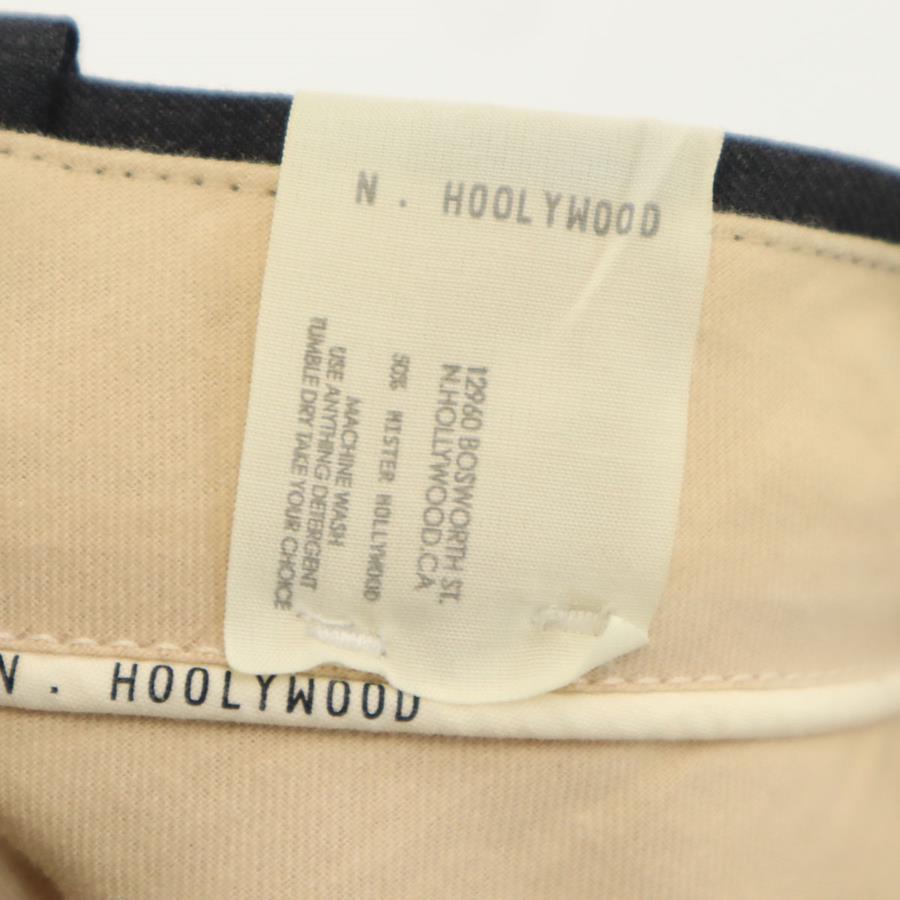 N . HOOLYWOOD
12960 BOSWORTH ST.
N.HOLLYWOOD.CA
50% MISTER HOLLYWOOD
MACHINE WASH
USE ANYTHING DETERGENT
TUMBLE DRY TAKE YOUR CHOICE
N . HOOLYWOOD